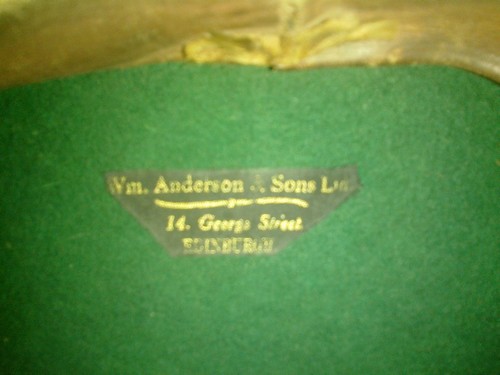 Wm. Anderson & Sons Ltd.
14. George Street
EDINBURGH